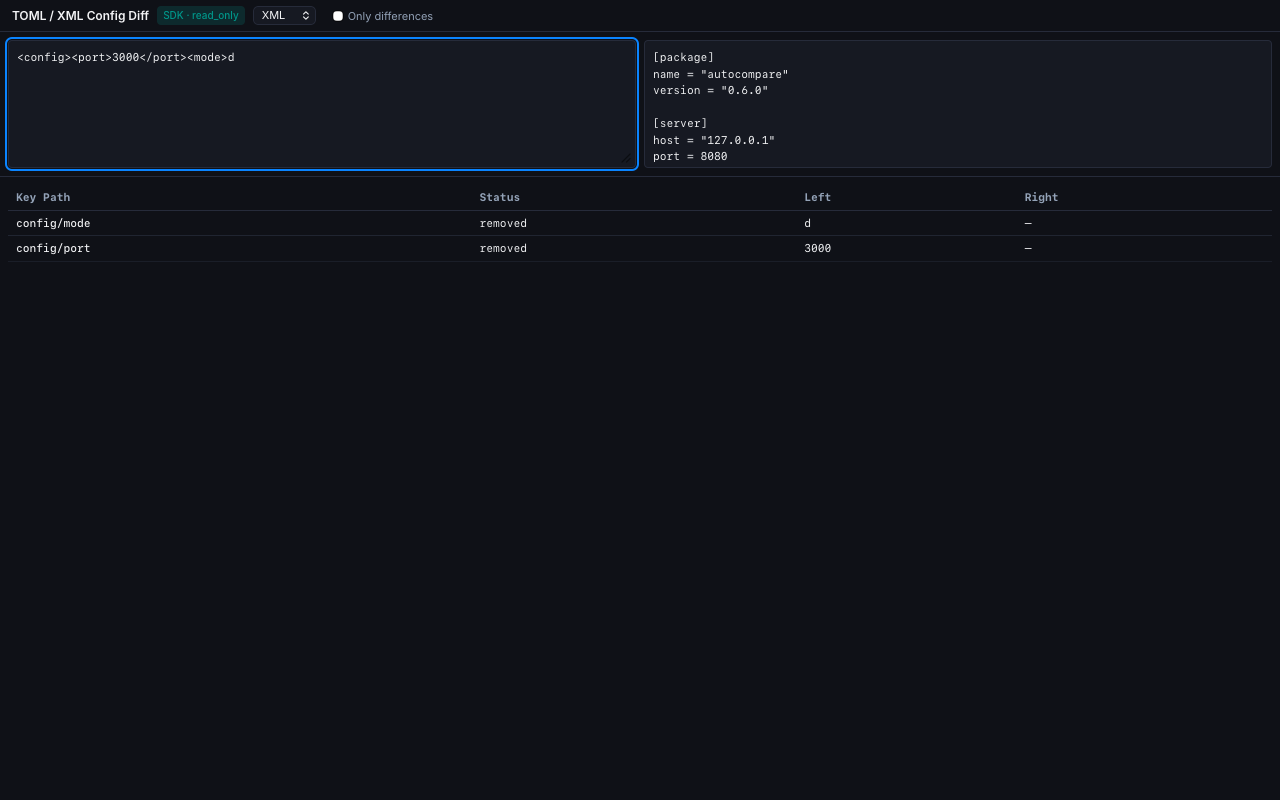 TOML / XML Config Diff SDK · read_only XML Only differences
<config><port>3000</port><mode>d
[package]
name = "autocompare"
version = "0.6.0"
[server]
host = "127.0.0.1"
port = 8080
Key Path Status Left Right
config/mode removed d —
config/port removed 3000 —